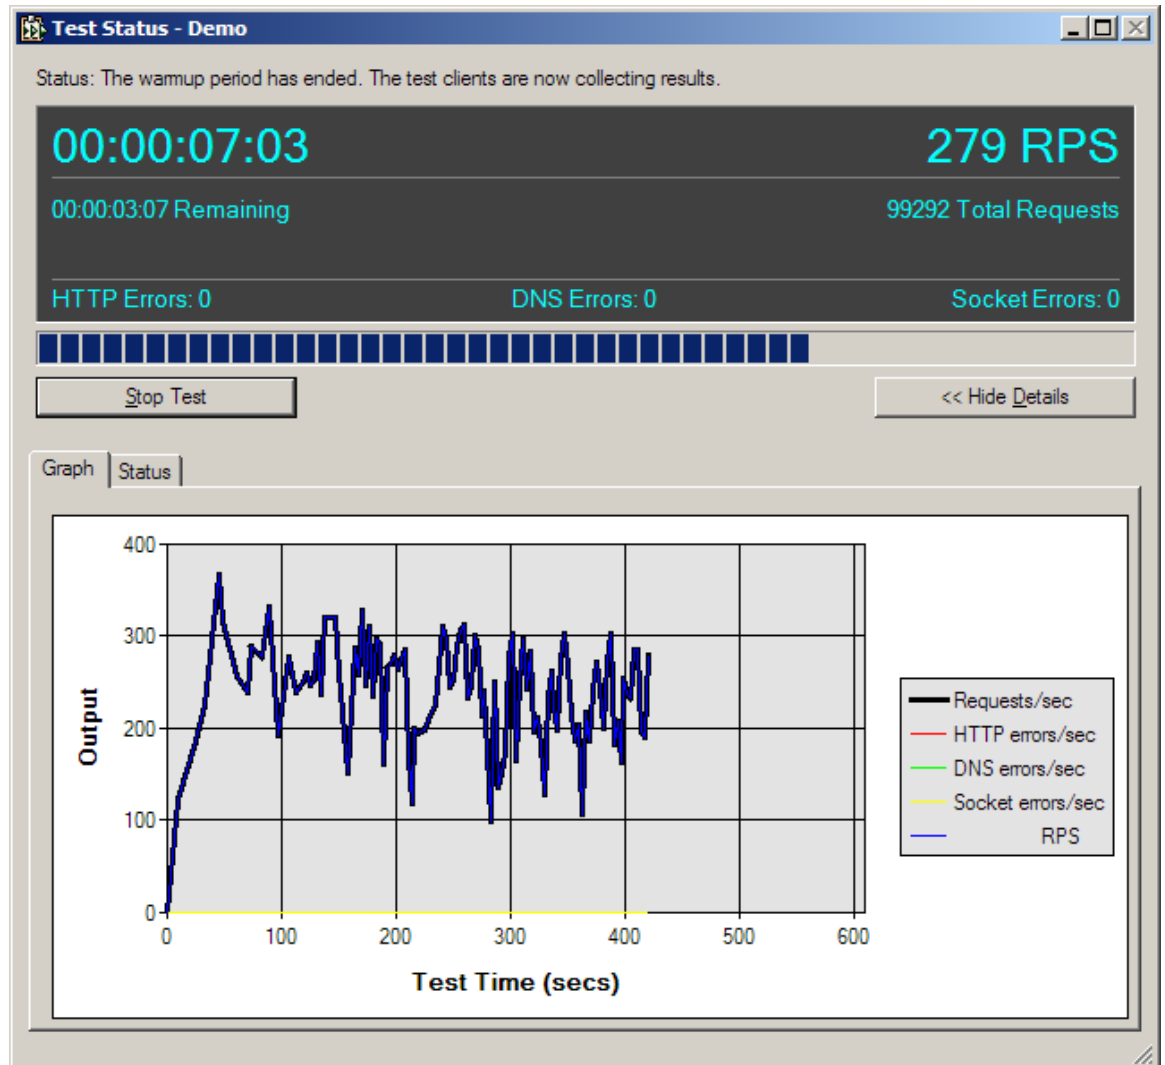 Test Status - Demo
Status: The warmup period has ended. The test clients are now collecting results.
00:00:07:03 279 RPS
00:00:03:07 Remaining 99292 Total Requests
HTTP Errors: 0 DNS Errors: 0 Socket Errors: 0
Stop Test << Hide Details
Graph Status
400
300
200
100
0
Output
0 100 200 300 400 500 600
Test Time (secs)
Requests/sec
HTTP errors/sec
DNS errors/sec
Socket errors/sec
RPS